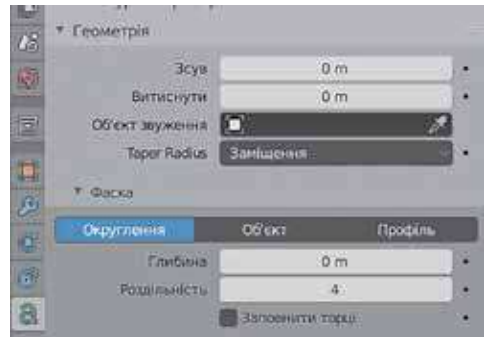 Геометрія
Зсув 0 m
Витиснути 0 m
Об'єкт звуження
Taper Radius Заміщення
Фаска
Округлення Об'єкт Профіль
Глибина 0 m
Роздільність 4
Заповнити торці